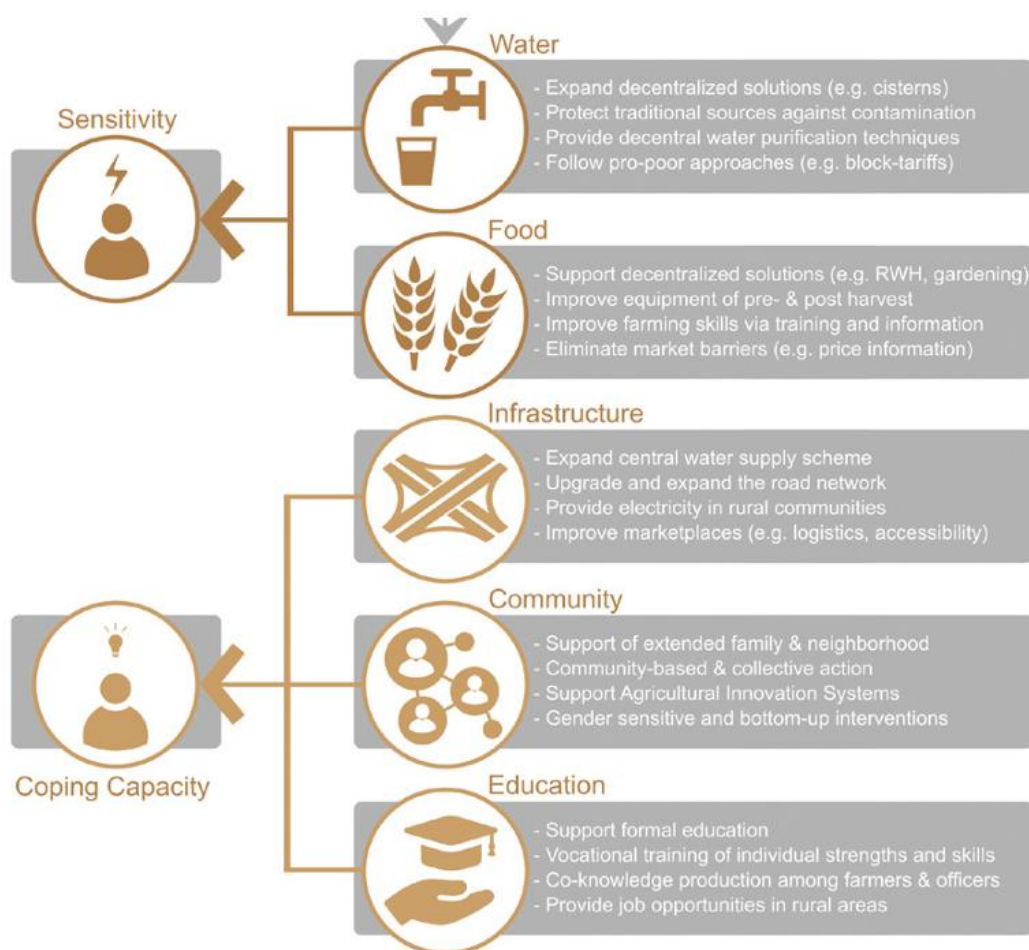 Water
- Expand decentralized solutions (e.g. cisterns)
- Protect traditional sources against contamination
- Provide decentral water purification techniques
- Follow pro-poor approaches (e.g. block-tariffs)
Sensitivity
Food
- Support decentralized solutions (e.g. RWH, gardening)
- Improve equipment of pre- & post harvest
- Improve farming skills via training and information
- Eliminate market barriers (e.g. price information)
Infrastructure
- Expand central water supply scheme
- Upgrade and expand the road network
- Provide electricity in rural communities
- Improve marketplaces (e.g. logistics, accessibility)
Community
- Support of extended family & neighborhood
- Community-based & collective action
- Support Agricultural Innovation Systems
- Gender sensitive and bottom-up interventions
Coping Capacity
Education
- Support formal education
- Vocational training of individual strengths and skills
- Co-knowledge production among farmers & officers
- Provide job opportunities in rural areas